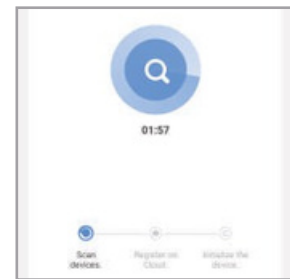 01:57
Scan
devices.
Register on
Cloud.
Initialize the
device.